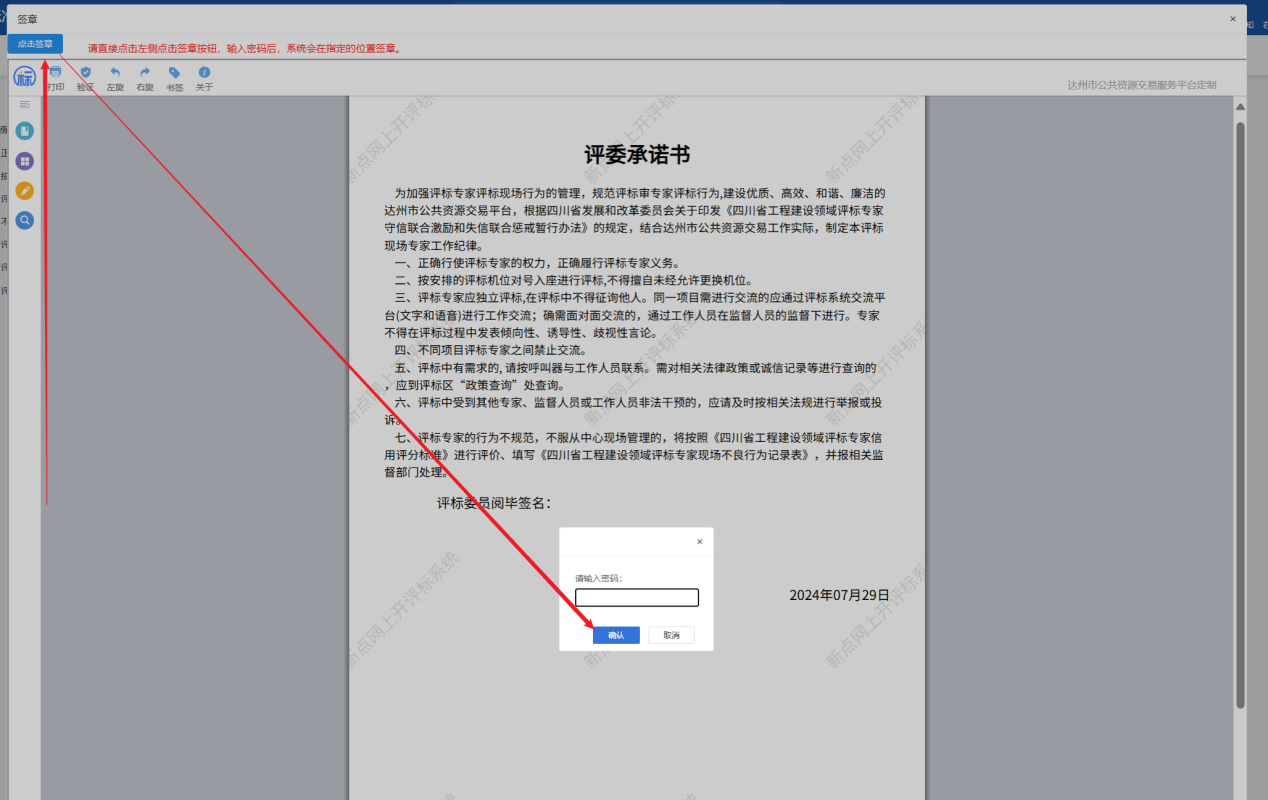 签章
×
点击签章
请直接点击左侧点击签章按钮，输入密码后，系统会在指定的位置签章。
标
打印
验证
左旋
右旋
书签
关于
达州市公共资源交易服务平台定制
新点网上开评标系统
评委承诺书
为加强评标专家评标现场行为的管理，规范评标审专家评标行为,建设优质、高效、和谐、廉洁的
达州市公共资源交易平台，根据四川省发展和改革委员会关于印发《四川省工程建设领域评标专家
守信联合激励和失信联合惩戒暂行办法》的规定，结合达州市公共资源交易工作实际，制定本评标
现场专家工作纪律。
一、正确行使评标专家的权力，正确履行评标专家义务。
二、按安排的评标机位对号入座进行评标,不得擅自未经允许更换机位。
三、评标专家应独立评标,在评标中不得征询他人。同一项目需进行交流的应通过评标系统交流平
台(文字和语音)进行工作交流；确需面对面交流的，通过工作人员在监督人员的监督下进行。专家
不得在评标过程中发表倾向性、诱导性、歧视性言论。
四、不同项目评标专家之间禁止交流。
五、评标中有需求的, 请按呼叫器与工作人员联系。需对相关法律政策或诚信记录等进行查询的
，应到评标区“政策查询”处查询。
六、评标中受到其他专家、监督人员或工作人员非法干预的，应请及时按相关法规进行举报或投
诉。
七、评标专家的行为不规范，不服从中心现场管理的，将按照《四川省工程建设领域评标专家信
用评分标准》进行评价、填写《四川省工程建设领域评标专家现场不良行为记录表》，并报相关监
督部门处理。
评标委员阅毕签名：
×
请输入密码：
2024年07月29日
确认
取消
新点网上开评标系统
新点网上开评标系统